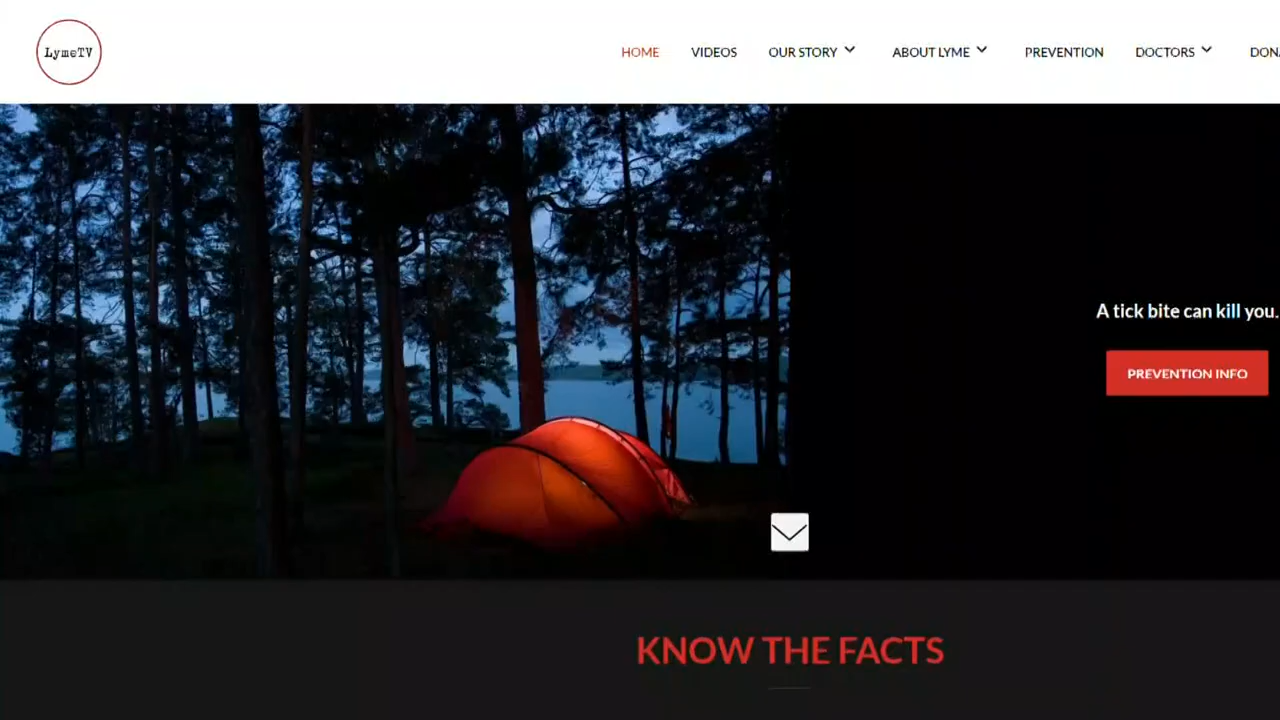 LymeTV
HOME VIDEOS OUR STORY ABOUT LYME PREVENTION DOCTORS DONA
A tick bite can kill you.
PREVENTION INFO
KNOW THE FACTS